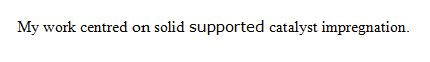 My work centred on solid supported catalyst impregnation.